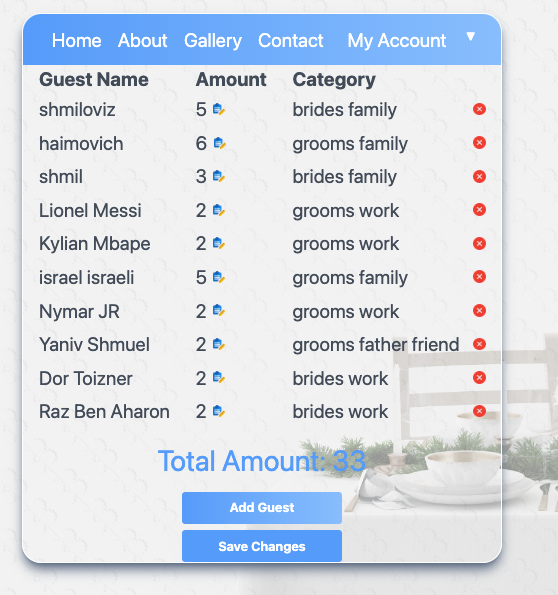 Home About Gallery Contact My Account ▼
Guest Name Amount Category
shmiloviz 5 brides family
haimovich 6 grooms family
shmil 3 brides family
Lionel Messi 2 grooms work
Kylian Mbape 2 grooms work
israel israeli 5 grooms family
Nymar JR 2 grooms work
Yaniv Shmuel 2 grooms father friend
Dor Toizner 2 brides work
Raz Ben Aharon 2 brides work
Total Amount: 33
Add Guest
Save Changes